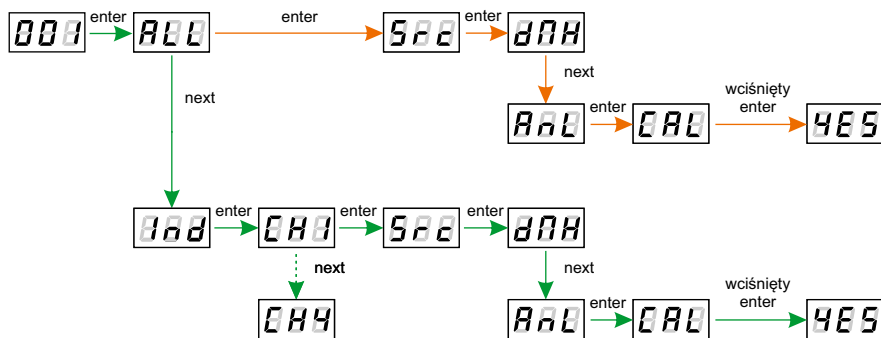 001 enter ALL enter Src enter dMH
next
next
AnL enter CAL wciśnięty enter YES
Ind enter CH1 enter Src enter dMH
next
next
CH4
AnL enter CAL wciśnięty enter YES